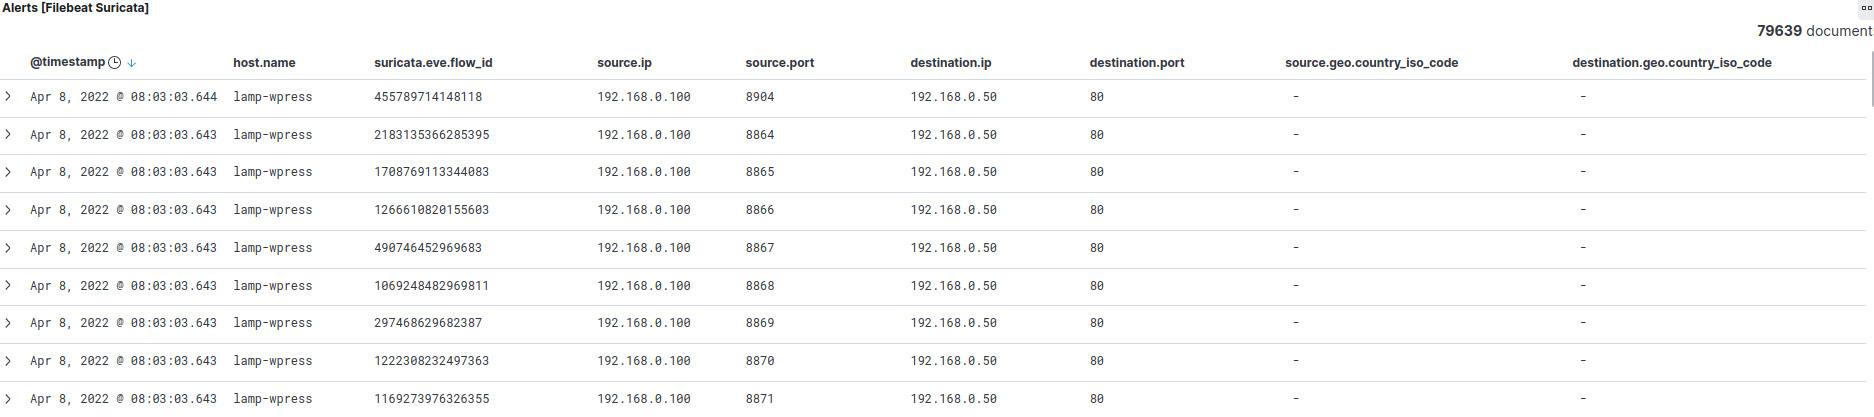 Alerts [Filebeat Suricata]
79639 document
@timestamp host.name suricata.eve.flow_id source.ip source.port destination.ip destination.port source.geo.country_iso_code destination.geo.country_iso_code
Apr 8, 2022 @ 08:03:03.644 lamp-wpress 455789714148118 192.168.0.100 8904 192.168.0.50 80 - -
Apr 8, 2022 @ 08:03:03.643 lamp-wpress 2183135366285395 192.168.0.100 8864 192.168.0.50 80 - -
Apr 8, 2022 @ 08:03:03.643 lamp-wpress 1708769113344083 192.168.0.100 8865 192.168.0.50 80 - -
Apr 8, 2022 @ 08:03:03.643 lamp-wpress 1266610820155603 192.168.0.100 8866 192.168.0.50 80 - -
Apr 8, 2022 @ 08:03:03.643 lamp-wpress 490746452969683 192.168.0.100 8867 192.168.0.50 80 - -
Apr 8, 2022 @ 08:03:03.643 lamp-wpress 1069248482969811 192.168.0.100 8868 192.168.0.50 80 - -
Apr 8, 2022 @ 08:03:03.643 lamp-wpress 297468629682387 192.168.0.100 8869 192.168.0.50 80 - -
Apr 8, 2022 @ 08:03:03.643 lamp-wpress 1222308232497363 192.168.0.100 8870 192.168.0.50 80 - -
Apr 8, 2022 @ 08:03:03.643 lamp-wpress 1169273976326355 192.168.0.100 8871 192.168.0.50 80 - -